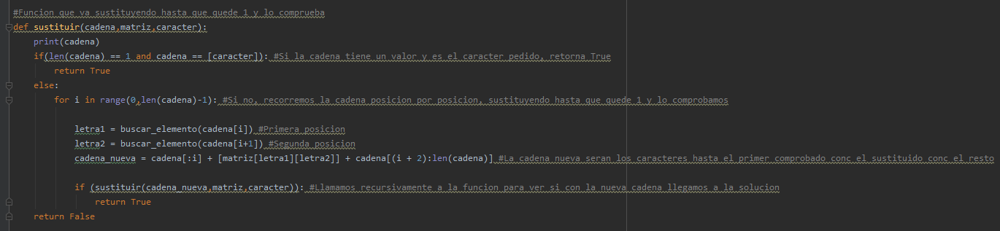 #Funcion que va sustituyendo hasta que quede 1 y lo comprueba
def sustituir(cadena,matriz,caracter):
    print(cadena)
    if(len(cadena) == 1 and cadena == [caracter]): #Si la cadena tiene un valor y es el caracter pedido, retorna True
        return True
    else:
        for i in range(0,len(cadena)-1): #Si no, recorremos la cadena posicion por posicion, sustituyendo hasta que quede 1 y lo comprobamos
            letra1 = buscar_elemento(cadena[i]) #Primera posicion
            letra2 = buscar_elemento(cadena[i+1]) #Segunda posicion
            cadena_nueva = cadena[:i] + [matriz[letra1][letra2]] + cadena[(i + 2):len(cadena)] #La cadena nueva seran los caracteres hasta el primer comprobado conc el sustituido conc el resto
            if (sustituir(cadena_nueva,matriz,caracter)): #Llamamos recursivamente a la funcion para ver si con la nueva cadena llegamos a la solucion
                return True
    return False